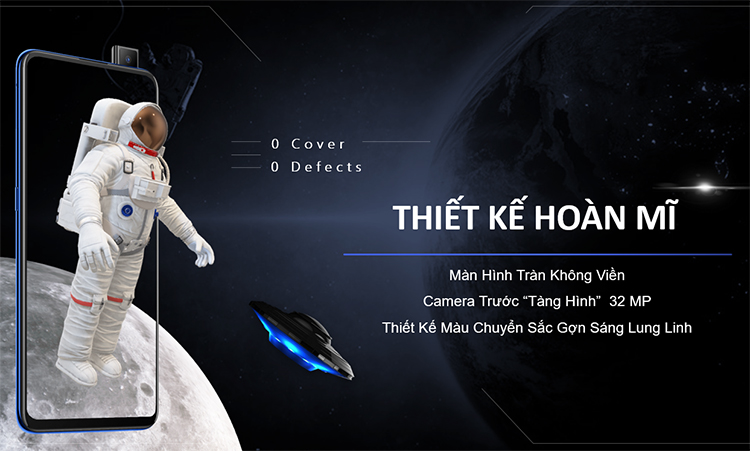 0 Cover
0 Defects
THIẾT KẾ HOÀN MĨ
Màn Hình Tràn Không Viền
Camera Trước “Tàng Hình” 32 MP
Thiết Kế Màu Chuyển Sắc Gợn Sáng Lung Linh